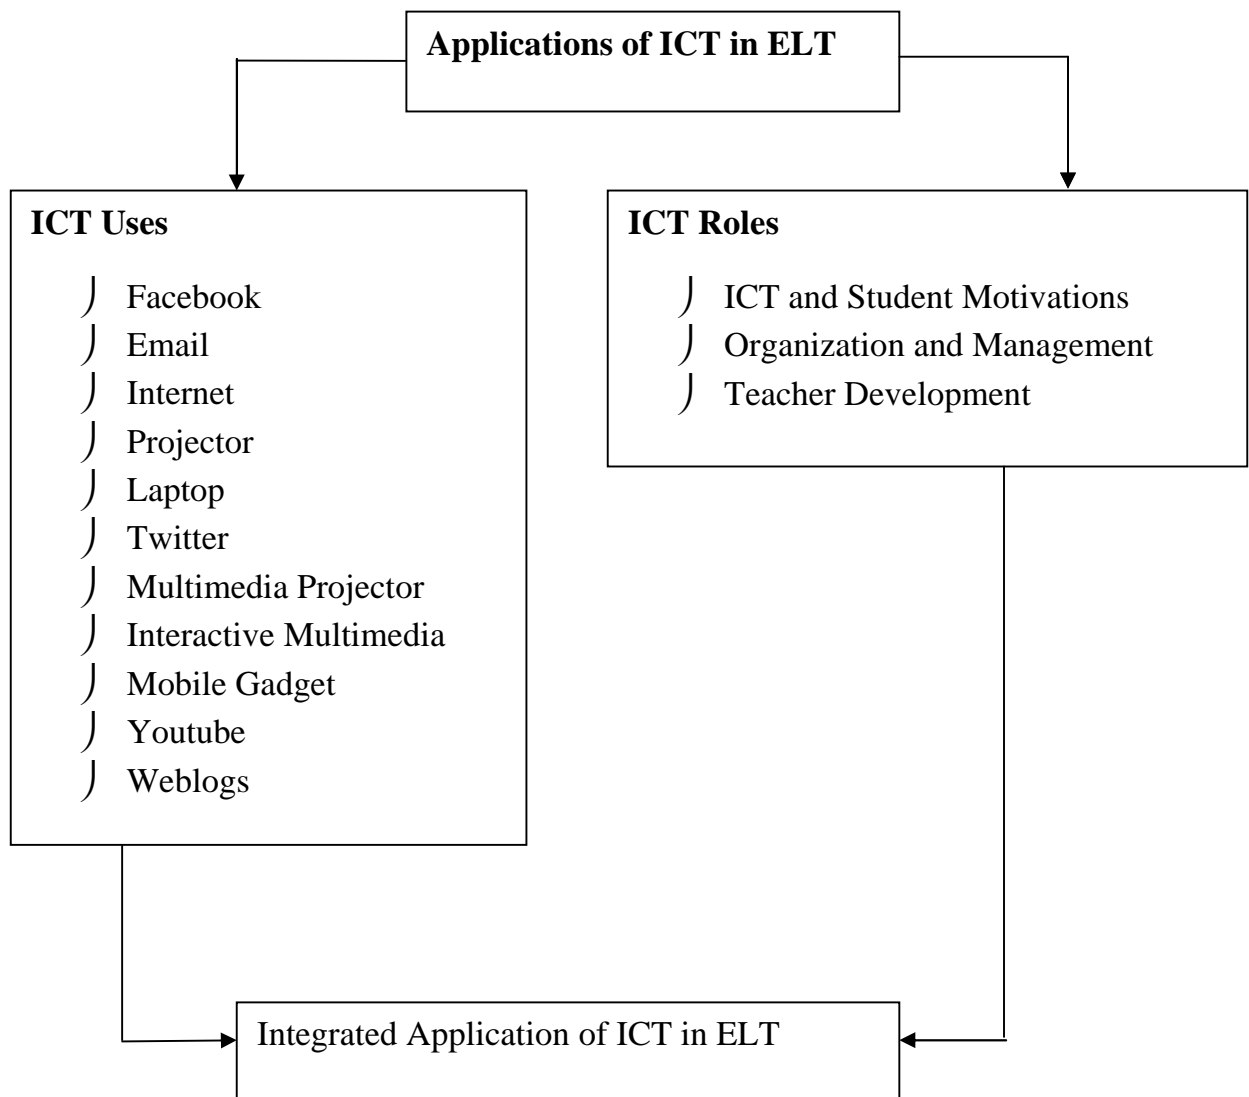 Applications of ICT in ELT
ICT Uses
Facebook
Email
Internet
Projector
Laptop
Twitter
Multimedia Projector
Interactive Multimedia
Mobile Gadget
Youtube
Weblogs
ICT Roles
ICT and Student Motivations
Organization and Management
Teacher Development
Integrated Application of ICT in ELT